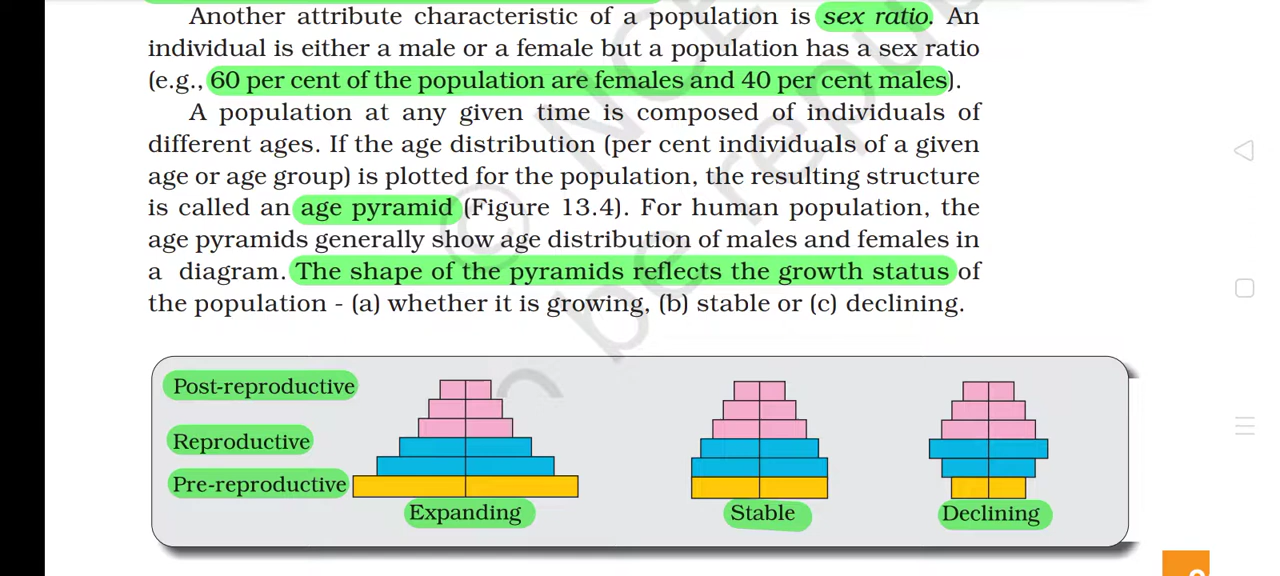 Another attribute characteristic of a population is sex ratio. An
individual is either a male or a female but a population has a sex ratio
(e.g., 60 per cent of the population are females and 40 per cent males).
A population at any given time is composed of individuals of
different ages. If the age distribution (per cent individuals of a given
age or age group) is plotted for the population, the resulting structure
is called an age pyramid (Figure 13.4). For human population, the
age pyramids generally show age distribution of males and females in
a diagram. The shape of the pyramids reflects the growth status of
the population - (a) whether it is growing, (b) stable or (c) declining.
Post-reproductive
Reproductive
Pre-reproductive
Expanding
Stable
Declining